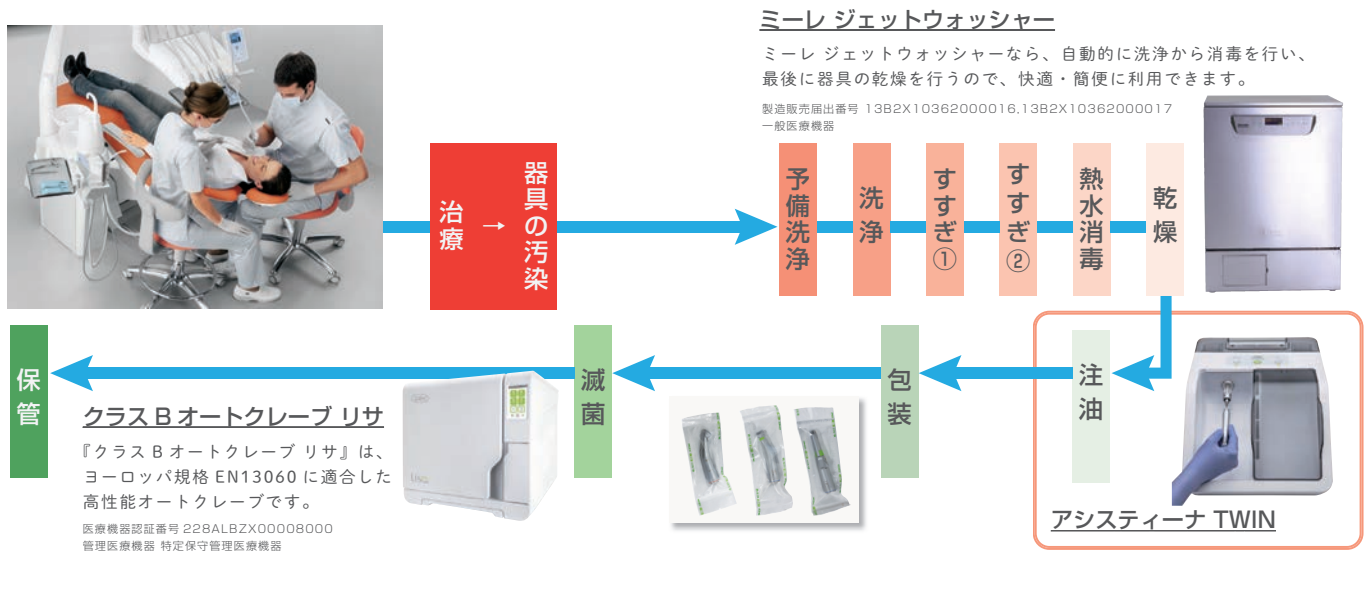 ミーレ ジェットウォッシャー
ミーレ ジェットウォッシャーなら、自動的に洗浄から消毒を行い、
最後に器具の乾燥を行うので、快適・簡便に利用できます。
製造販売届出番号 13B2X10362000016,13B2X10362000017
一般医療機器
治療
→
器具の汚染
予備洗浄
洗浄
すすぎ①
すすぎ②
熱水消毒
乾燥
注油
アシスティーナ TWIN
包装
滅菌
クラス B オートクレーブ リサ
『クラス B オートクレーブ リサ』は、
ヨーロッパ規格 EN13060 に適合した
高性能オートクレーブです。
医療機器認証番号 228ALBZX00008000
管理医療機器 特定保守管理医療機器
Lisa
保管